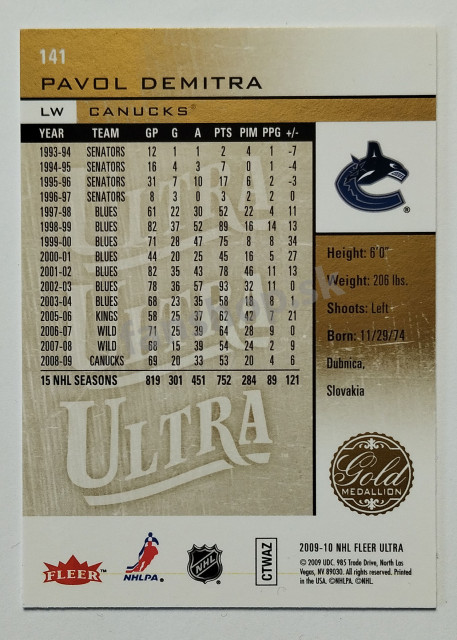 141
PAVOL DEMITRA
LW CANUCKS®
YEAR TEAM GP G A PTS PIM PPG +/-
1993-94 SENATORS 12 1 1 2 4 1 -7
1994-95 SENATORS 16 4 3 7 0 1 -4
1995-96 SENATORS 31 7 10 17 6 2 -3
1996-97 SENATORS 8 3 0 3 2 2 0
1997-98 BLUES 61 22 30 52 22 4 11
1998-99 BLUES 82 37 52 89 16 14 13
1999-00 BLUES 71 28 47 75 8 8 34
2000-01 BLUES 44 20 25 45 16 5 27
2001-02 BLUES 82 35 43 78 46 11 13
2002-03 BLUES 78 36 57 93 32 11 0
2003-04 BLUES 68 23 35 58 18 8
2005-06 KINGS 58 25 37 62 42 7 21
2006-07 WILD 71 25 39 64 28 9 0
2007-08 WILD 68 15 39 54 24 2 9
2008-09 CANUCKS 69 20 33 53 20 4 6
15 NHL SEASONS 819 301 451 752 284 89 121
Height: 6'0"
Weight: 206 lbs.
Shoots: Left
Born: 11/29/74
Dubnica,
Slovakia
ULTRA
ULTRA
ULTRA
Gold
MEDALLION
FLEER
NHLPA.
NHL
CTWAZ
2009-10 NHL FLEER ULTRA
© 2009 UDC. 985 Trade Drive, North Las
Vegas, NV 89030. All rights reserved. Printed
in the USA. ©NHLPA. ©NHL.